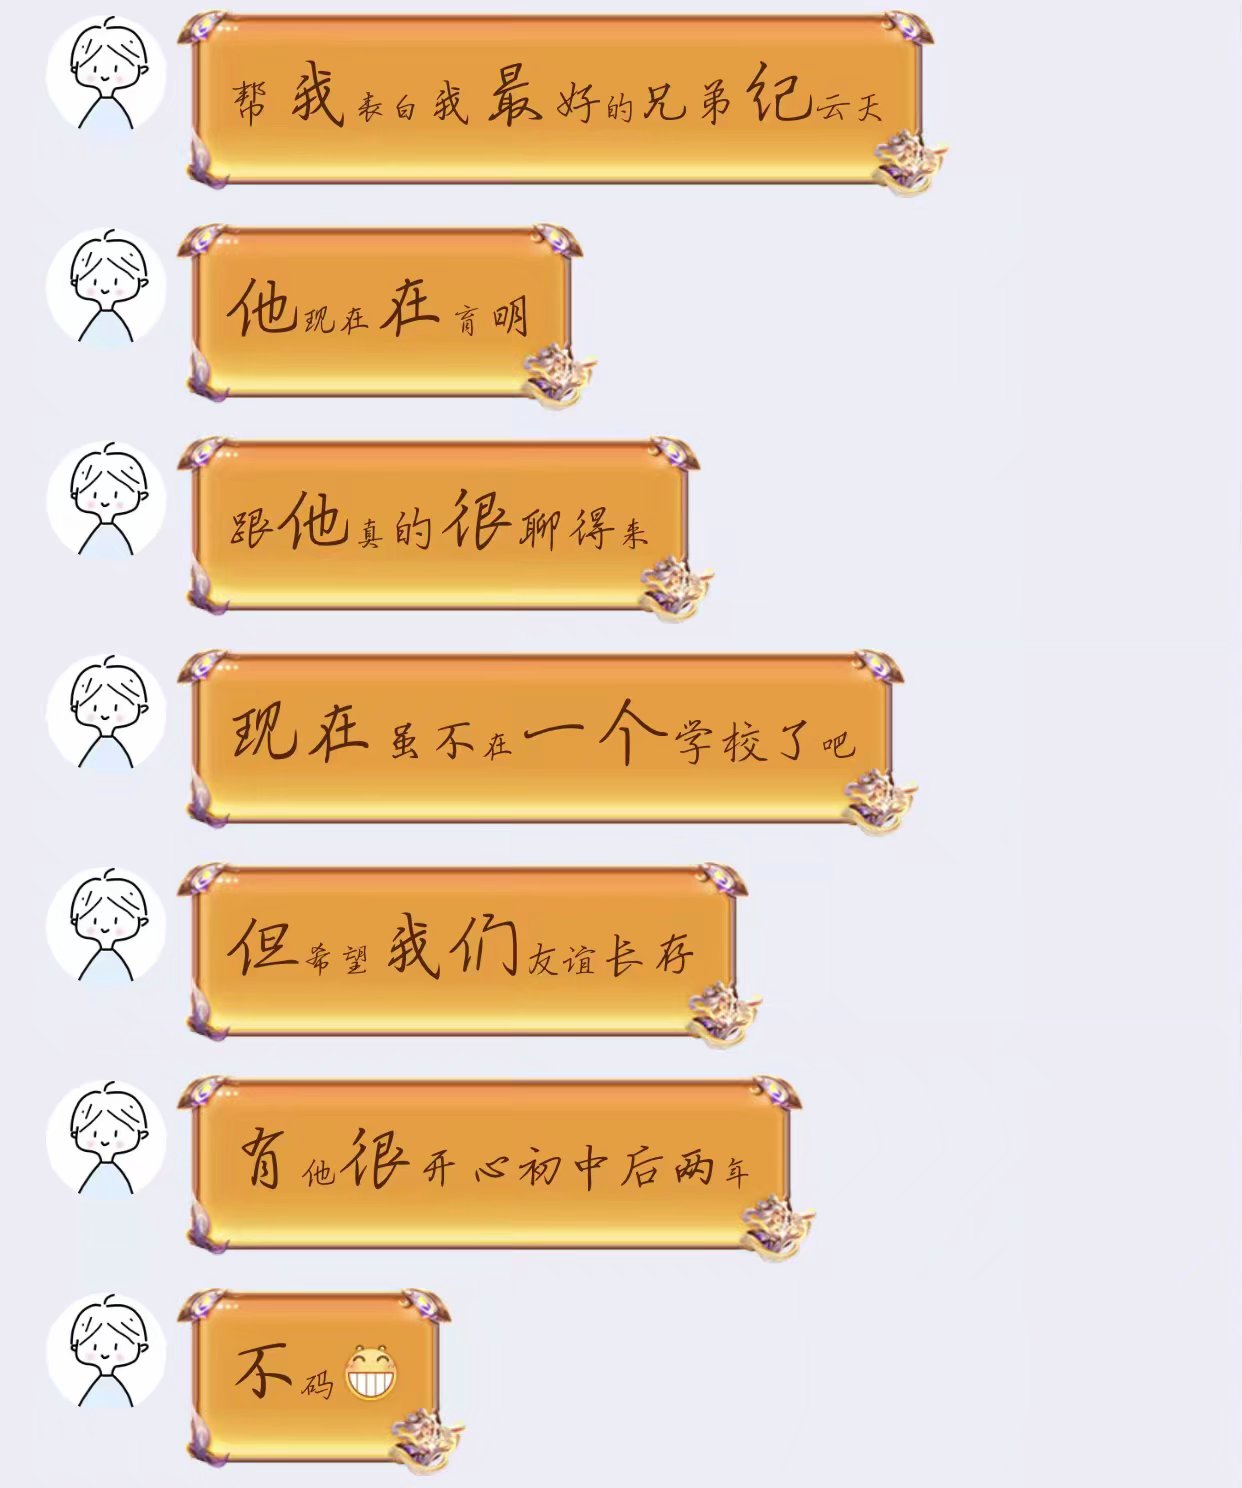 帮我表白我最好的兄弟纪云天
他现在在育明
跟他真的很聊得来
现在虽不在一个学校了吧
但希望我们友谊长存
有他很开心初中后两年
不码